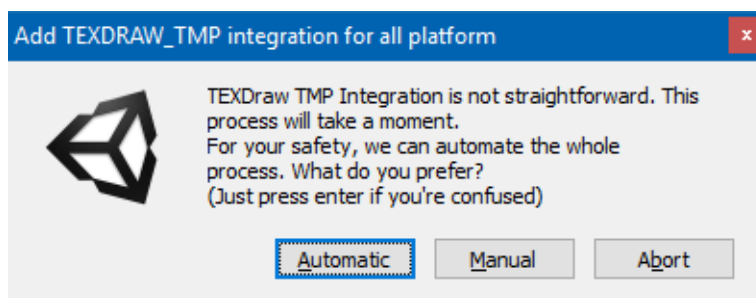 Add TEXDRAW_TMP integration for all platform
x
TEXDraw TMP Integration is not straightforward. This
process will take a moment.
For your safety, we can automate the whole
process. What do you prefer?
(Just press enter if you're confused)
Automatic
Manual
Abort